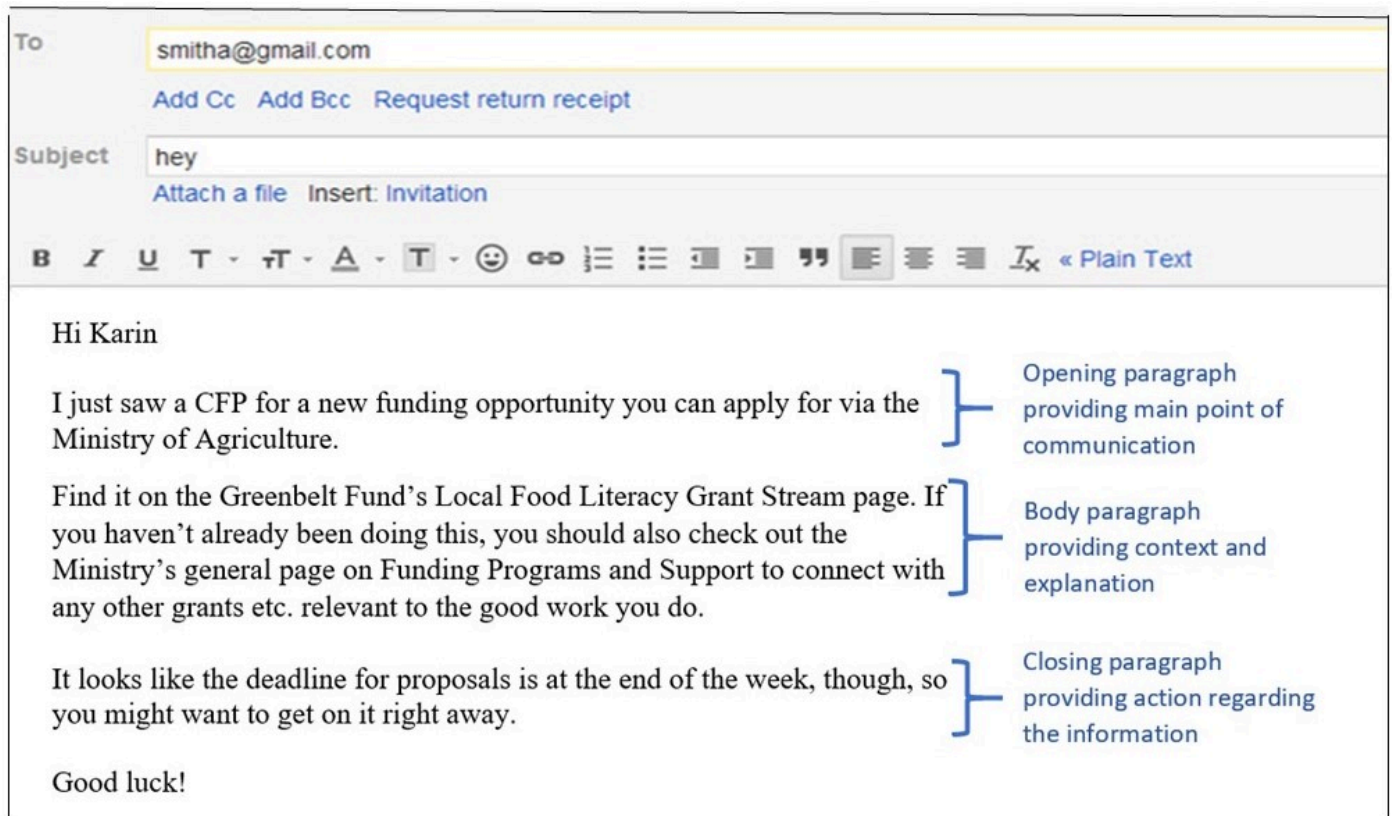 To
smitha@gmail.com
Add Cc Add Bcc Request return receipt
Subject
hey
Attach a file Insert: Invitation
B I U T T A T « Plain Text
Hi Karin
I just saw a CFP for a new funding opportunity you can apply for via the
Ministry of Agriculture.
Opening paragraph
providing main point of
communication
Find it on the Greenbelt Fund’s Local Food Literacy Grant Stream page. If
you haven’t already been doing this, you should also check out the
Ministry’s general page on Funding Programs and Support to connect with
any other grants etc. relevant to the good work you do.
Body paragraph
providing context and
explanation
It looks like the deadline for proposals is at the end of the week, though, so
you might want to get on it right away.
Closing paragraph
providing action regarding
the information
Good luck!